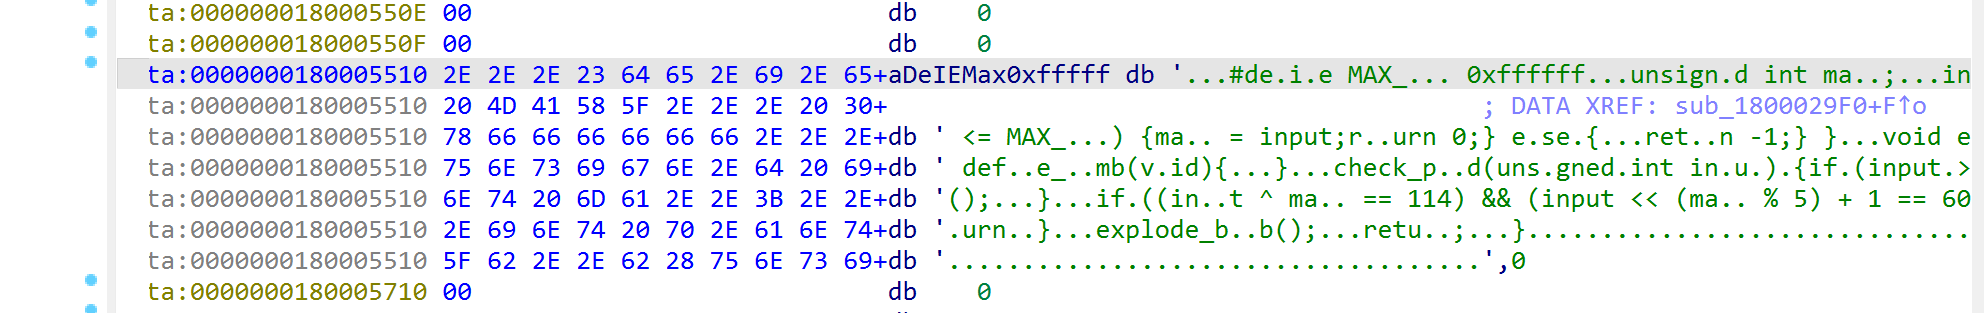 ta:000000018000550E 00 db 0
ta:000000018000550F 00 db 0
ta:0000000180005510 2E 2E 2E 23 64 65 2E 69 2E 65+aDeIEMax0xfffff db '...#de.i.e MAX_... 0xffffff...unsign.d int ma..;...in
ta:0000000180005510 20 4D 41 58 5F 2E 2E 2E 20 30+ ; DATA XREF: sub_1800029F0+F↑o
ta:0000000180005510 78 66 66 66 66 66 66 2E 2E 2E+db ' <= MAX_...) {ma.. = input;r..urn 0;} e.se.{...ret..n -1;} }...void e
ta:0000000180005510 75 6E 73 69 67 6E 2E 64 20 69+db ' def..e_..mb(v.id){...}...check_p..d(uns.gned.int in.u.).{if.(input.>
ta:0000000180005510 6E 74 20 6D 61 2E 2E 3B 2E 2E+db '();...}...if.((in..t ^ ma.. == 114) && (input << (ma.. % 5) + 1 == 60
ta:0000000180005510 2E 69 6E 74 20 70 2E 61 6E 74+db '.urn..}...explode_b..b();...retu..;...}..............................
ta:0000000180005510 5F 62 2E 2E 62 28 75 6E 73 69+db '....................................',0
ta:0000000180005710 00 db 0